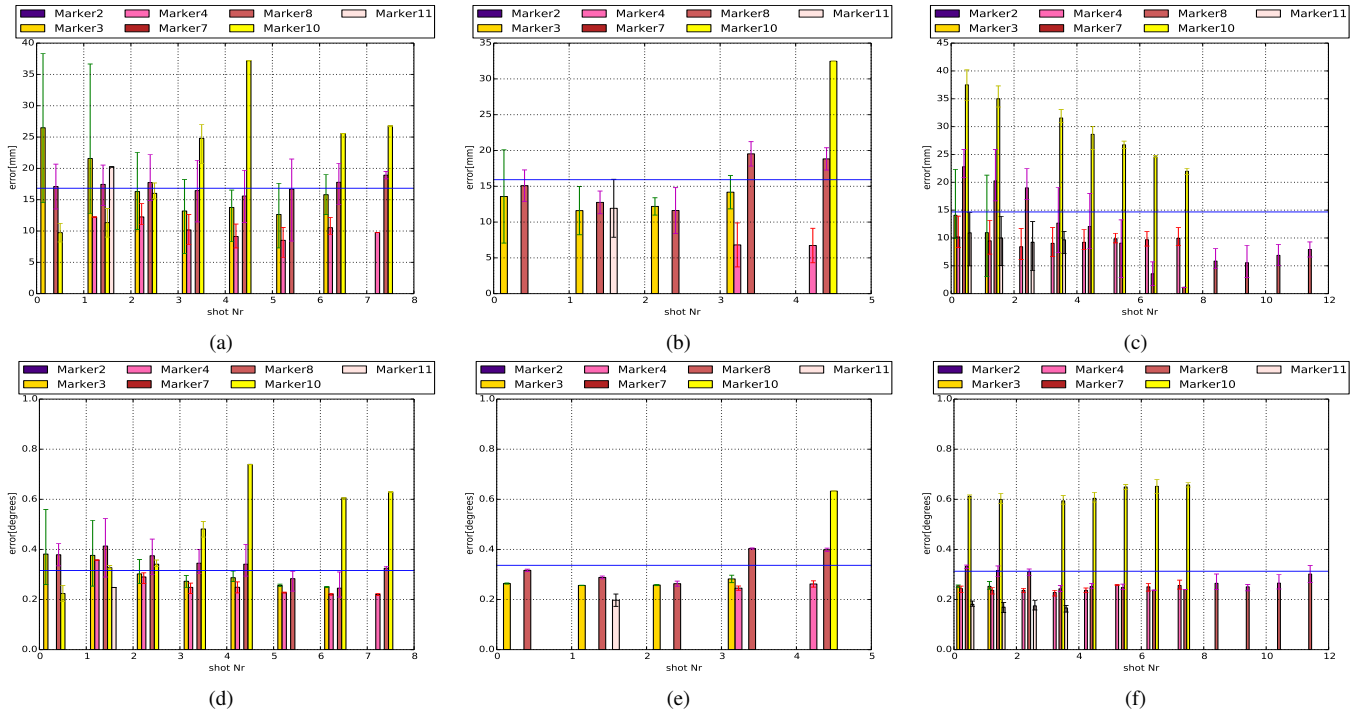 Marker2 Marker4 Marker8 Marker11
Marker3 Marker7 Marker10
error[mm]
40
35
30
25
20
15
10
5
0
0 1 2 3 4 5 6 7 8
shot Nr
(a)
Marker2 Marker4 Marker8 Marker11
Marker3 Marker7 Marker10
error[mm]
35
30
25
20
15
10
5
0
0 1 2 3 4 5
shot Nr
(b)
Marker2 Marker4 Marker8 Marker11
Marker3 Marker7 Marker10
error[mm]
45
40
35
30
25
20
15
10
5
0
0 2 4 6 8 10 12
shot Nr
(c)
Marker2 Marker4 Marker8 Marker11
Marker3 Marker7 Marker10
error[degrees]
1.0
0.8
0.6
0.4
0.2
0.0
0 1 2 3 4 5 6 7 8
shot Nr
(d)
Marker2 Marker4 Marker8 Marker11
Marker3 Marker7 Marker10
error[degrees]
1.0
0.8
0.6
0.4
0.2
0.0
0 1 2 3 4 5
shot Nr
(e)
Marker2 Marker4 Marker8 Marker11
Marker3 Marker7 Marker10
error[degrees]
1.0
0.8
0.6
0.4
0.2
0.0
0 2 4 6 8 10 12
shot Nr
(f)